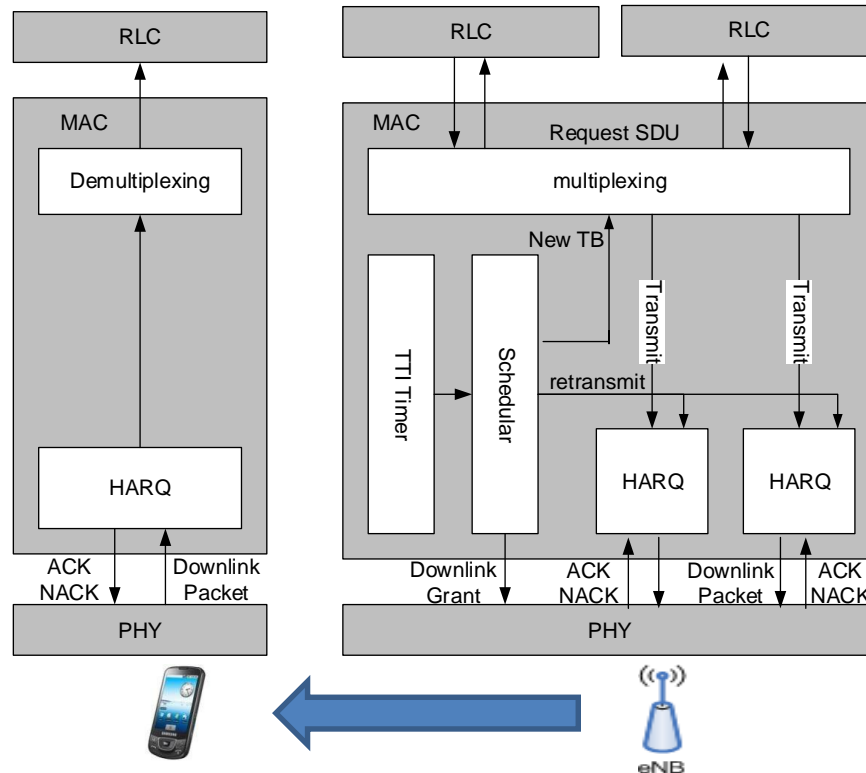 RLC
MAC
Demultiplexing
HARQ
ACK
NACK
Downlink
Packet
PHY
RLC
RLC
MAC
Request SDU
multiplexing
New TB
TTI Timer
Schedular
Transmit
Transmit
retransmit
HARQ
HARQ
Downlink
Grant
ACK
NACK
Downlink
Packet
ACK
NACK
PHY
eNB